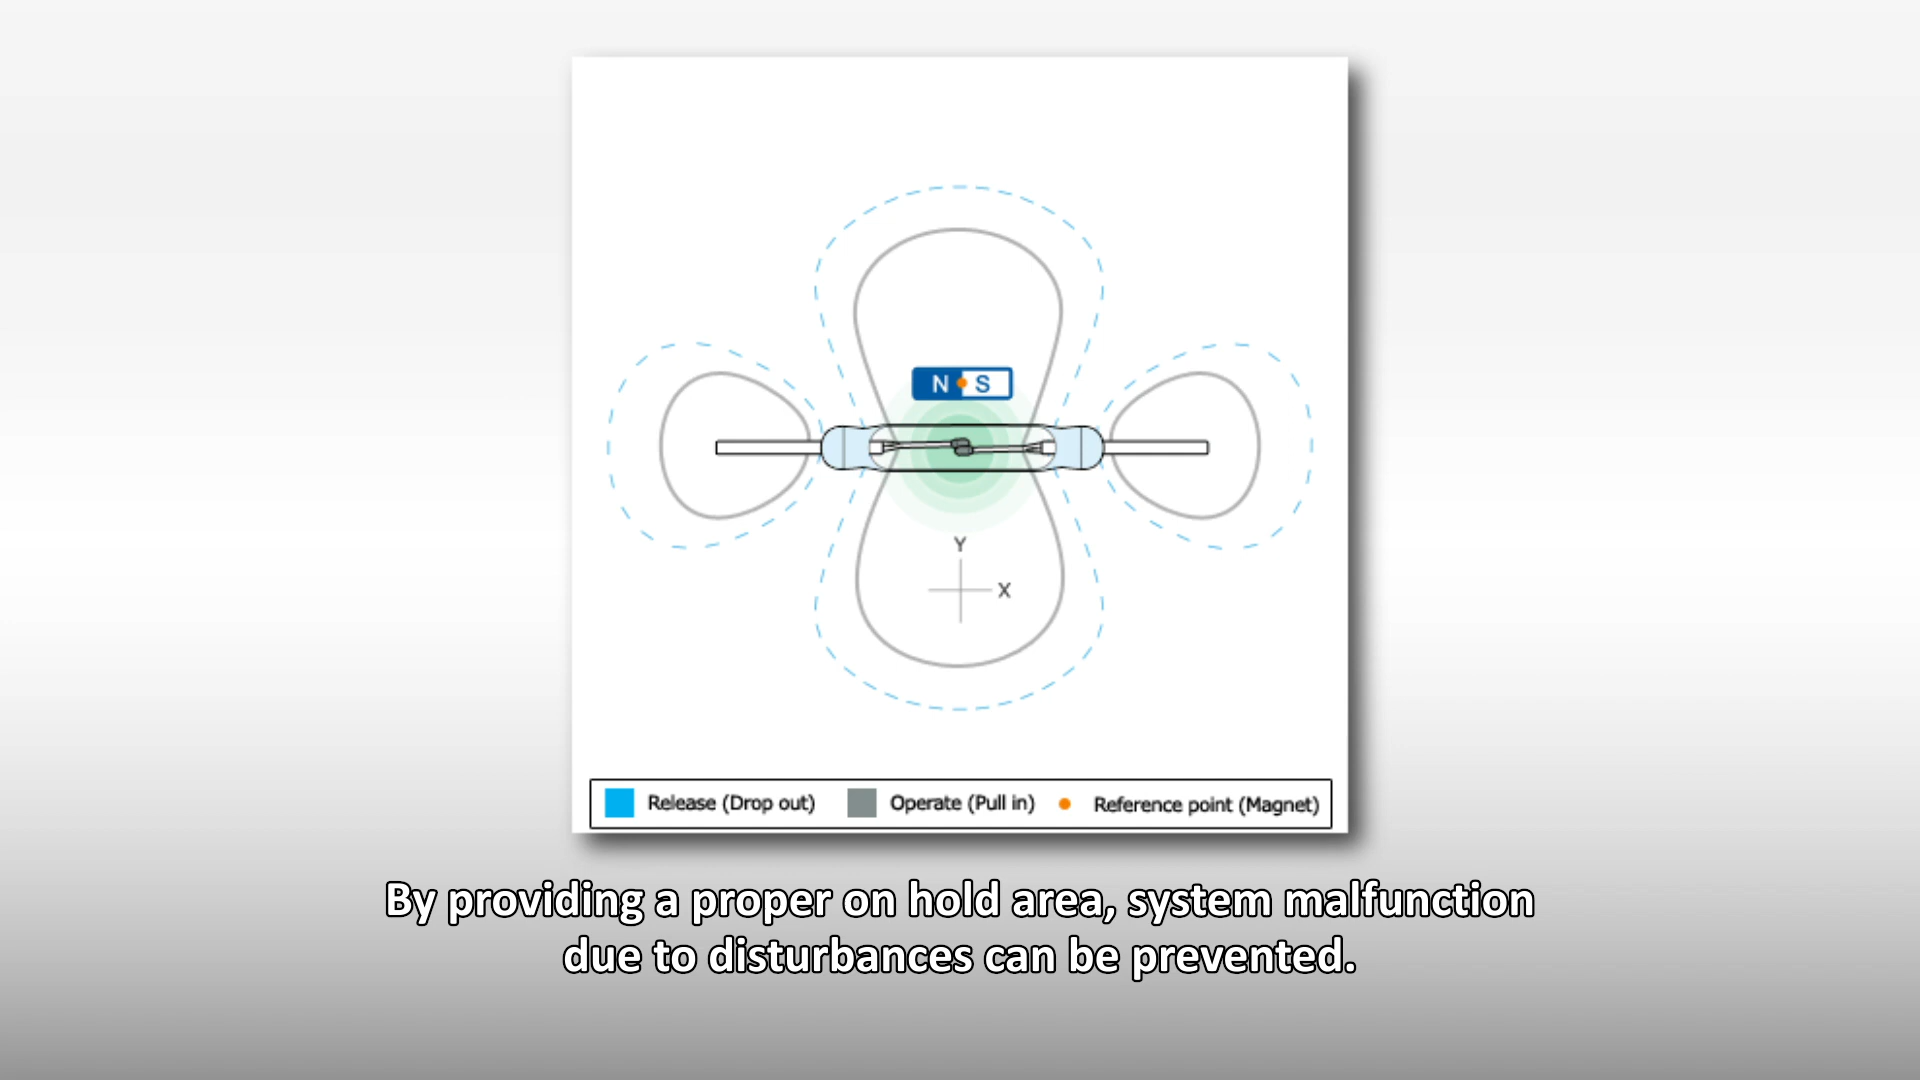 N S
Y
X
Release (Drop out) Operate (Pull in) Reference point (Magnet)
By providing a proper on hold area, system malfunction
due to disturbances can be prevented.